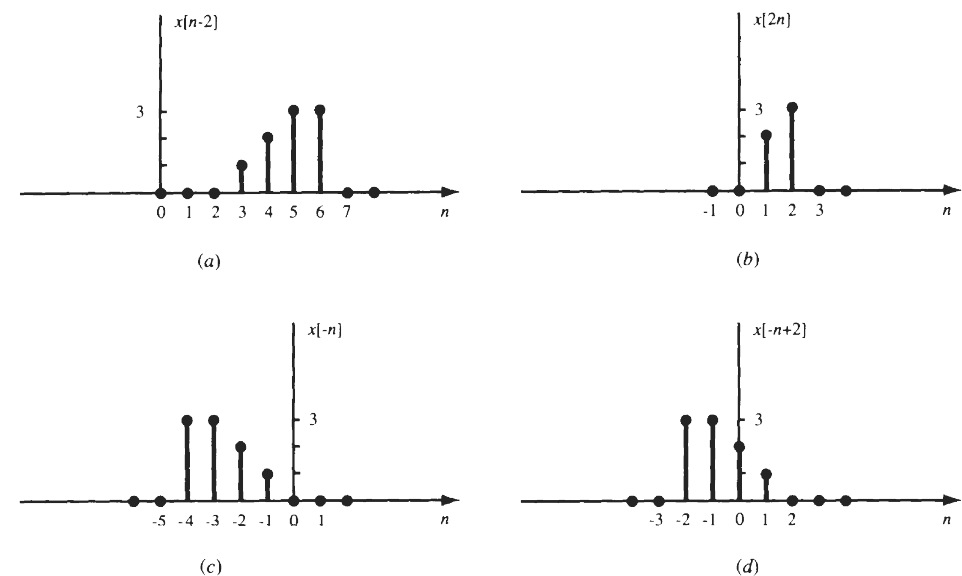 x[n-2]
3
0 1 2 3 4 5 6 7 n
(a)
x[2n]
3
-1 0 1 2 3 n
(b)
x[-n]
3
-5 -4 -3 -2 -1 0 1 n
(c)
x[-n+2]
3
-3 -2 -1 0 1 2 n
(d)